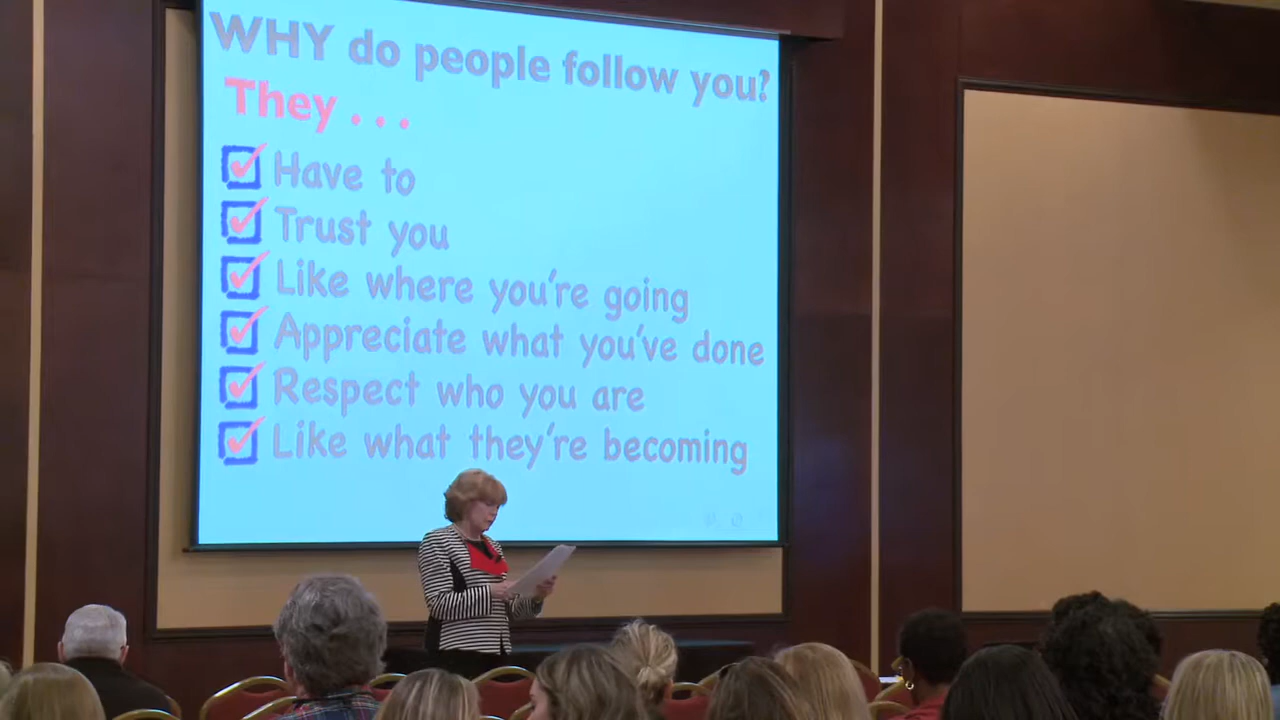 WHY do people follow you?
They . . .
Have to
Trust you
Like where you're going
Appreciate what you've done
Respect who you are
Like what they're becoming